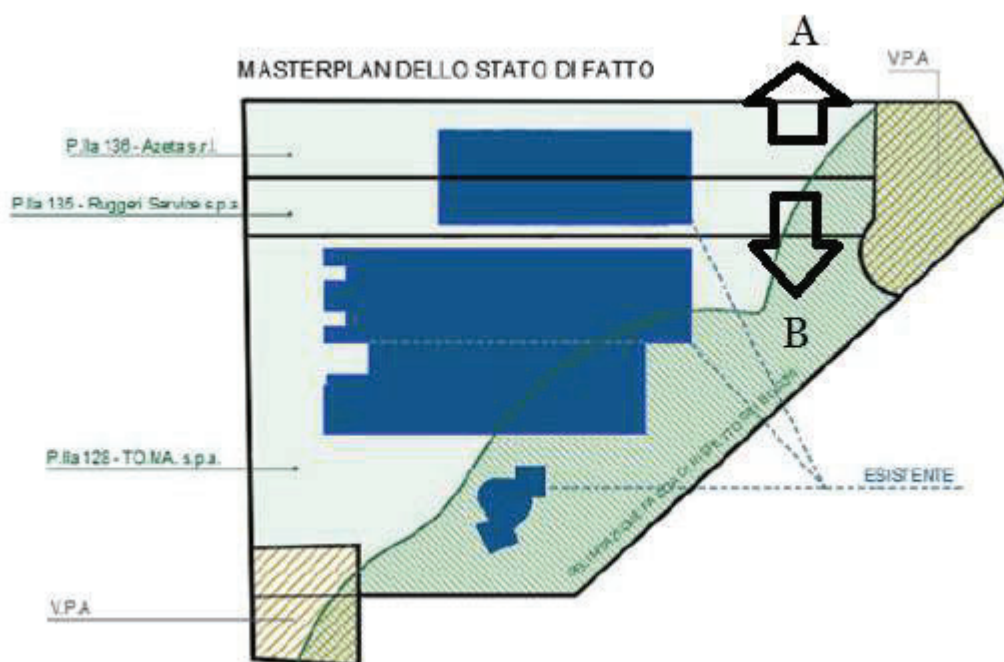 A
V.P.A
MASTERPLAN DELLO STATO DI FATTO
P.lla 136 - Azeta s.r.l.
P.lla 135 - Ruggeri Service s.p.a.
B
P.lla 128 - TO.MA. s.p.a.
ESISTENTE
V.P.A